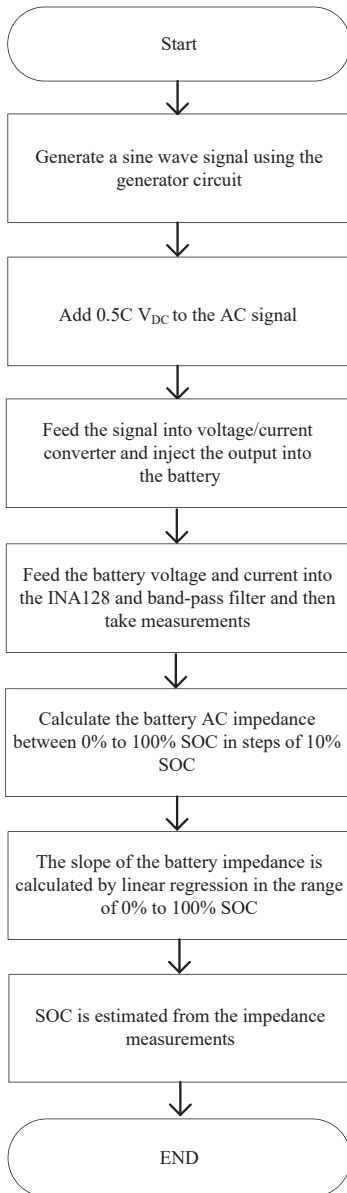 Start
Generate a sine wave signal using the
generator circuit
Add 0.5C VDC to the AC signal
Feed the signal into voltage/current
converter and inject the output into
the battery
Feed the battery voltage and current into
the INA128 and band-pass filter and then
take measurements
Calculate the battery AC impedance
between 0% to 100% SOC in steps of 10%
SOC
The slope of the battery impedance is
calculated by linear regression in the range
of 0% to 100% SOC
SOC is estimated from the impedance
measurements
END